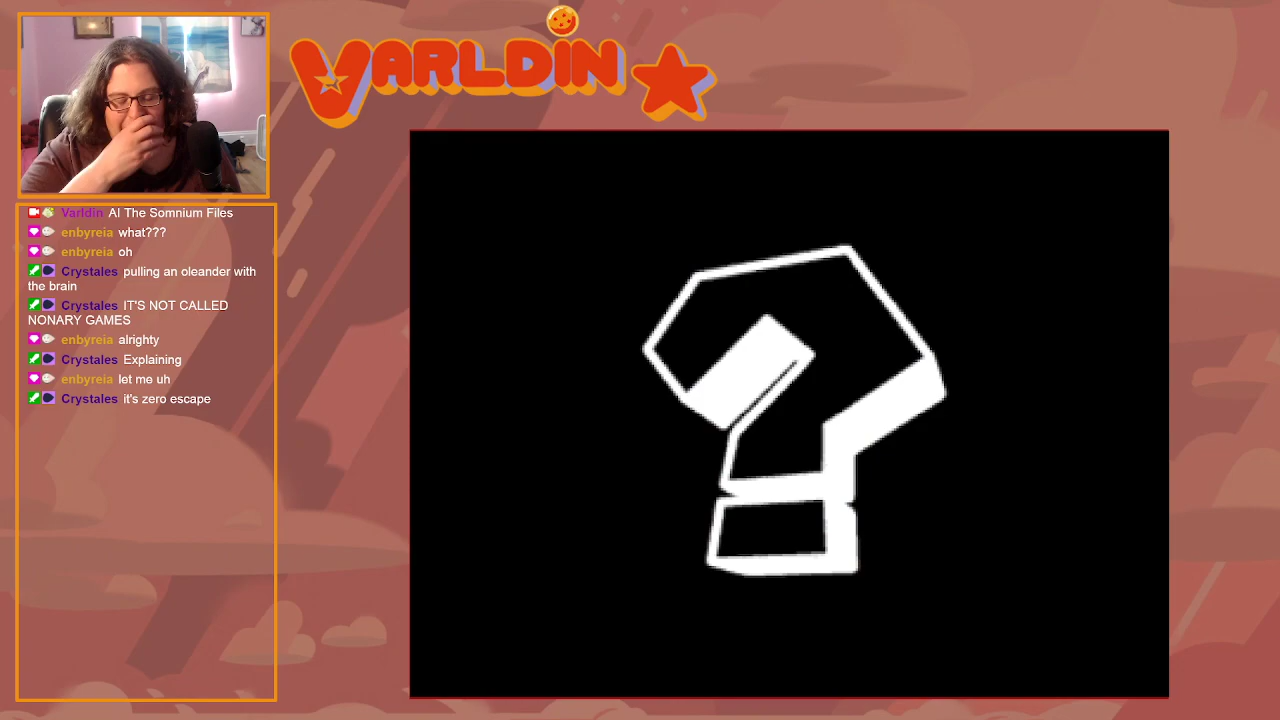 VARLDIN
Varldin AI The Somnium Files
enbyreia what???
enbyreia oh
Crystales pulling an oleander with
the brain
Crystales IT'S NOT CALLED
NONARY GAMES
enbyreia alrighty
Crystales Explaining
enbyreia let me uh
Crystales it's zero escape
?